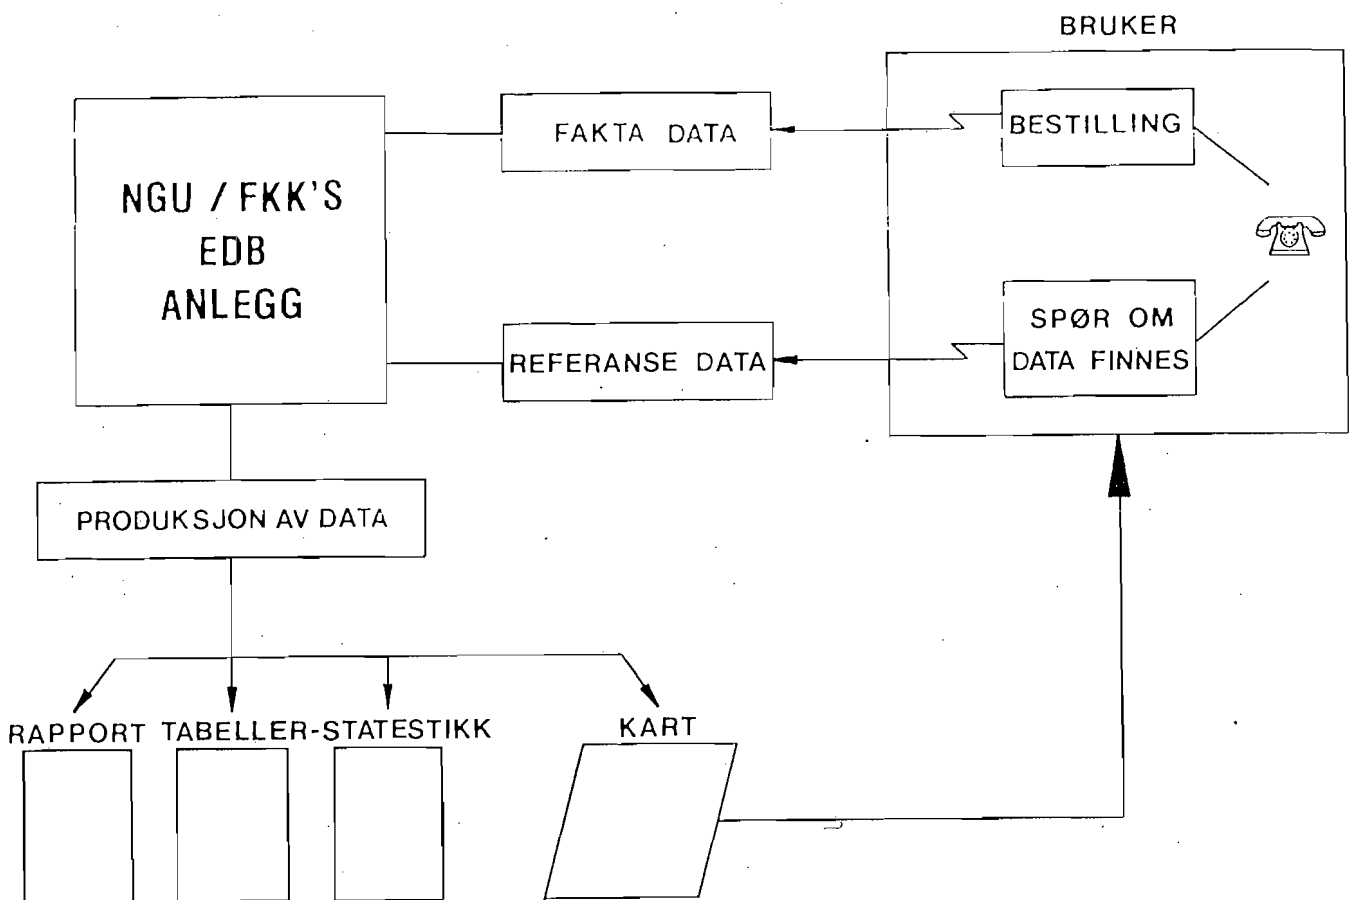 BRUKER
FAKTA DATA
BESTILLING
NGU / FKK'S
EDB
ANLEGG
REFERANSE DATA
SPØR OM
DATA FINNES
PRODUKSJON AV DATA
RAPPORT TABELLER-STATESTIKK
KART